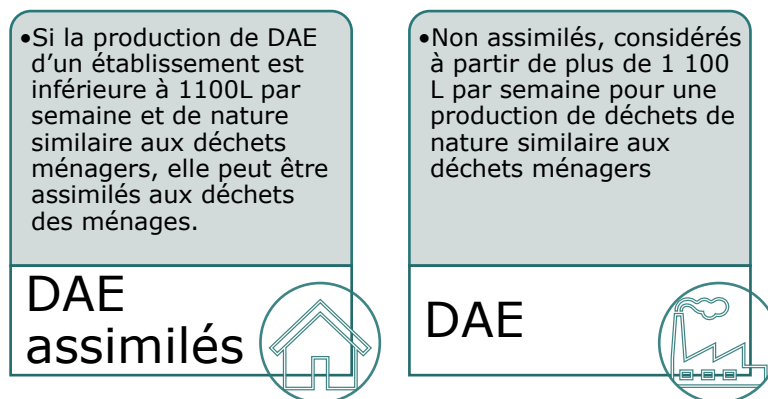 •Si la production de DAE
d’un établissement est
inférieure à 1100L par
semaine et de nature
similaire aux déchets
ménagers, elle peut être
assimilés aux déchets
des ménages.
DAE
assimilés
•Non assimilés, considérés
à partir de plus de 1 100
L par semaine pour une
production de déchets de
nature similaire aux
déchets ménagers
DAE